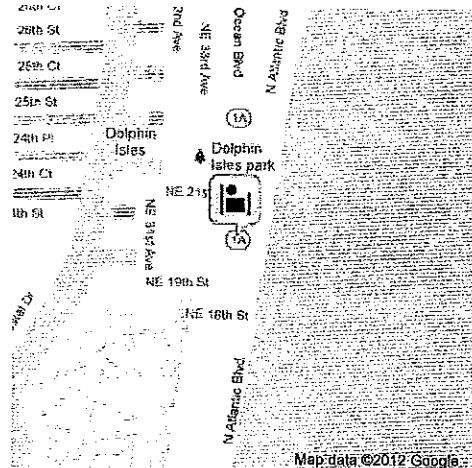 26th St
25th Ct
25th St
24th Pl
24th Ct
2nd Ave
NE 33rd Ave
Ocean Blvd
N Atlantic Blvd
1A
Dolphin
Isles
Dolphin
Isles park
NE 21s
1A
NE 31st Ave
NE 19th St
NE 18th St
N Atlantic Blvd
Map data ©2012 Google